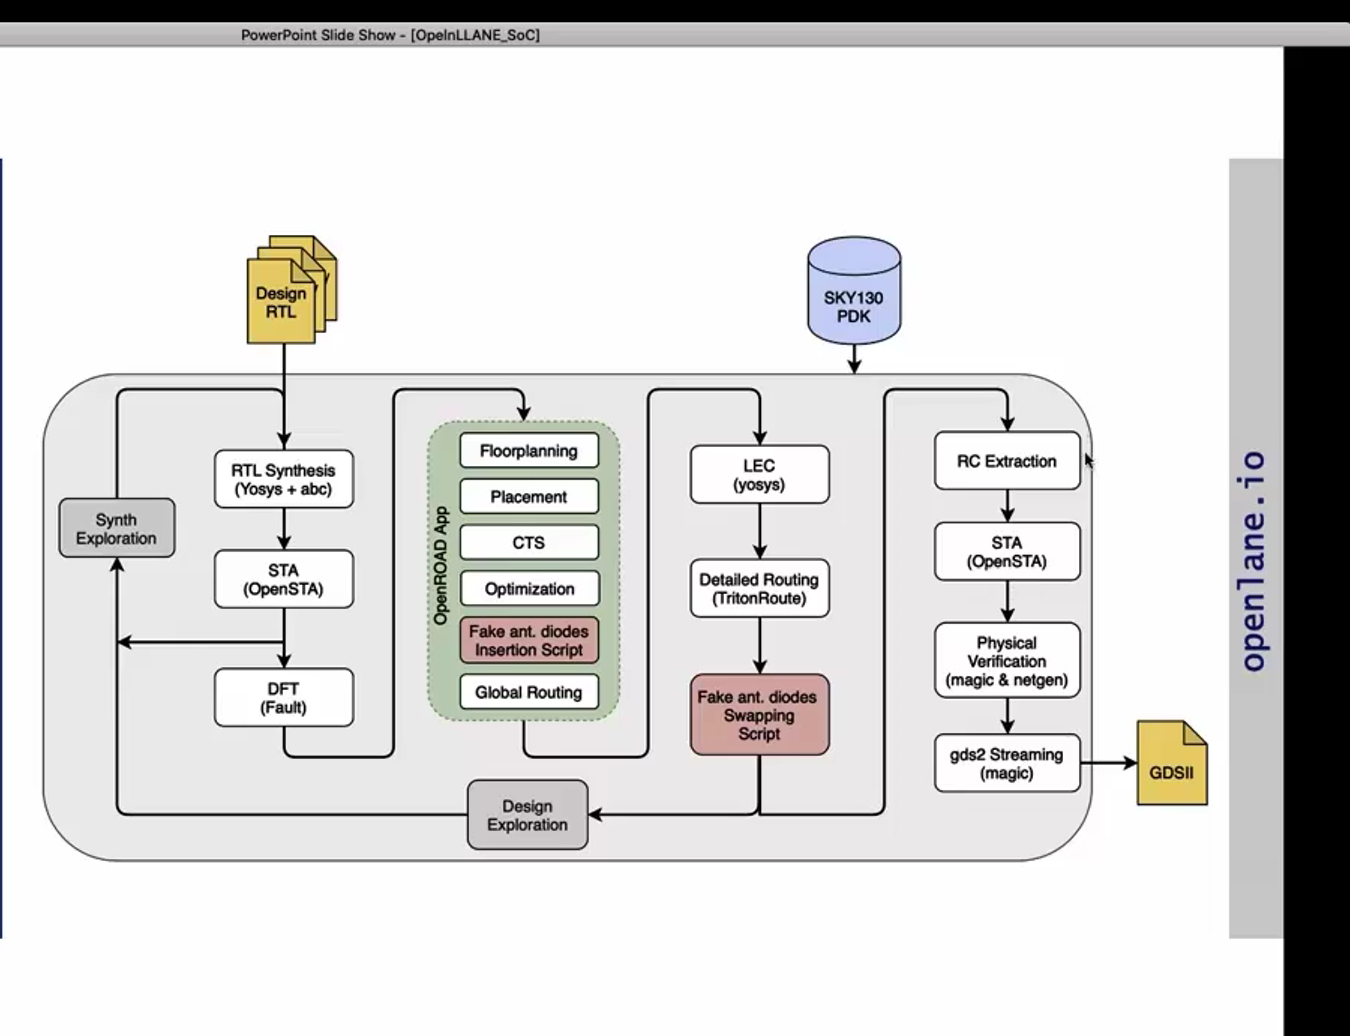 PowerPoint Slide Show - [OpeInLLANE_SoC]
Design
RTL
SKY130
PDK
Synth
Exploration
RTL Synthesis
(Yosys + abc)
STA
(OpenSTA)
DFT
(Fault)
OpenROAD App
Floorplanning
Placement
CTS
Optimization
Fake ant. diodes
Insertion Script
Global Routing
LEC
(yosys)
Detailed Routing
(TritonRoute)
Fake ant. diodes
Swapping
Script
Design
Exploration
RC Extraction
STA
(OpenSTA)
Physical
Verification
(magic & netgen)
gds2 Streaming
(magic)
GDSII
openlane.io